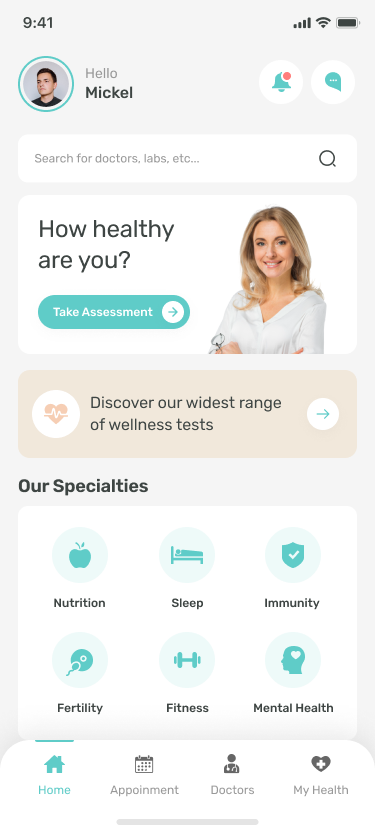 9:41
Hello
Mickel
Search for doctors, labs, etc...
How healthy
are you?
Take Assessment
Discover our widest range
of wellness tests
Our Specialties
Nutrition
Sleep
Immunity
Fertility
Fitness
Mental Health
Home
Appoinment
Doctors
My Health